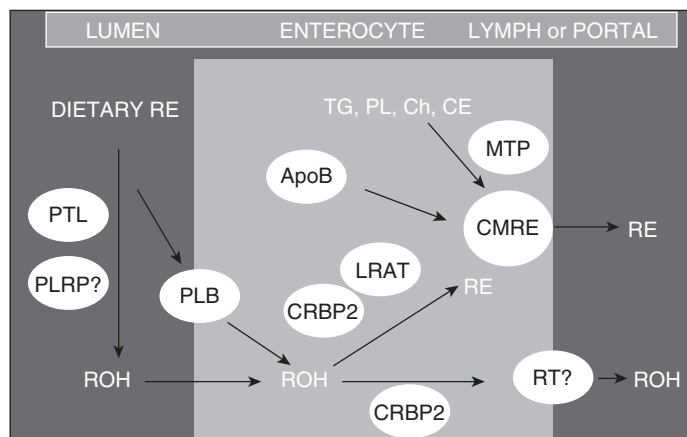 LUMEN ENTEROCYTE LYMPH or PORTAL
DIETARY RE
TG, PL, Ch, CE
MTP
ApoB
PTL
CMRE
RE
LRAT
PLRP?
PLB
CRBP2
RE
ROH
ROH
RT?
ROH
CRBP2